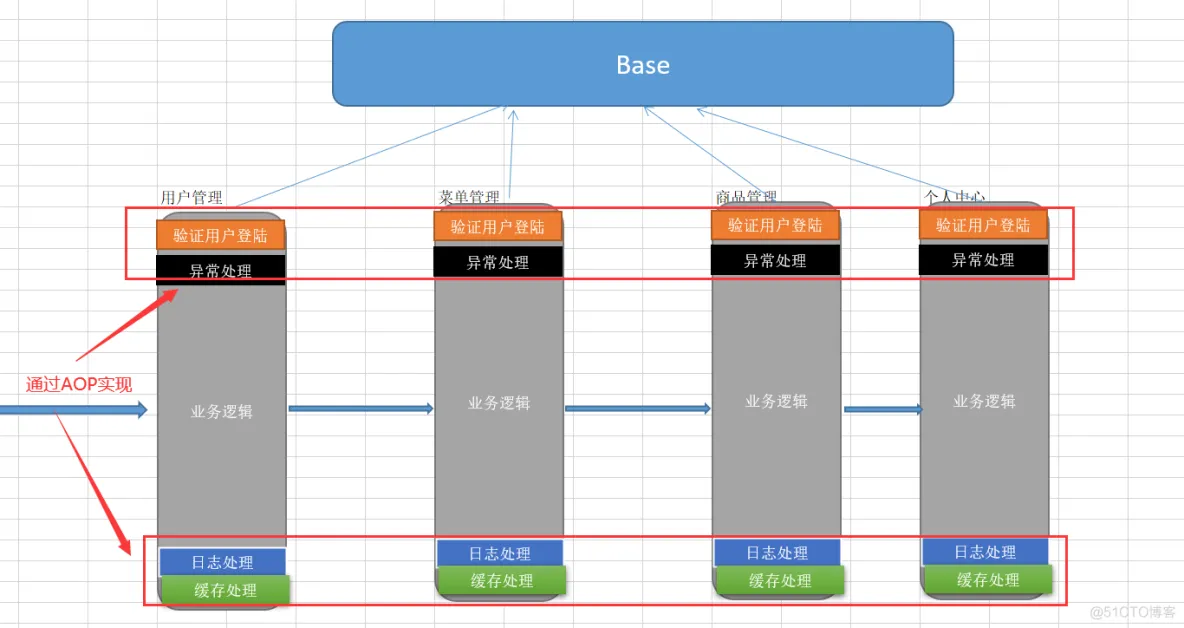 Base
用户管理
菜单管理
商品管理
个人中心
验证用户登陆
验证用户登陆
验证用户登陆
验证用户登陆
异常处理
异常处理
异常处理
异常处理
通过AOP实现
业务逻辑
业务逻辑
业务逻辑
业务逻辑
日志处理
日志处理
日志处理
日志处理
缓存处理
缓存处理
缓存处理
缓存处理
@51CTO博客